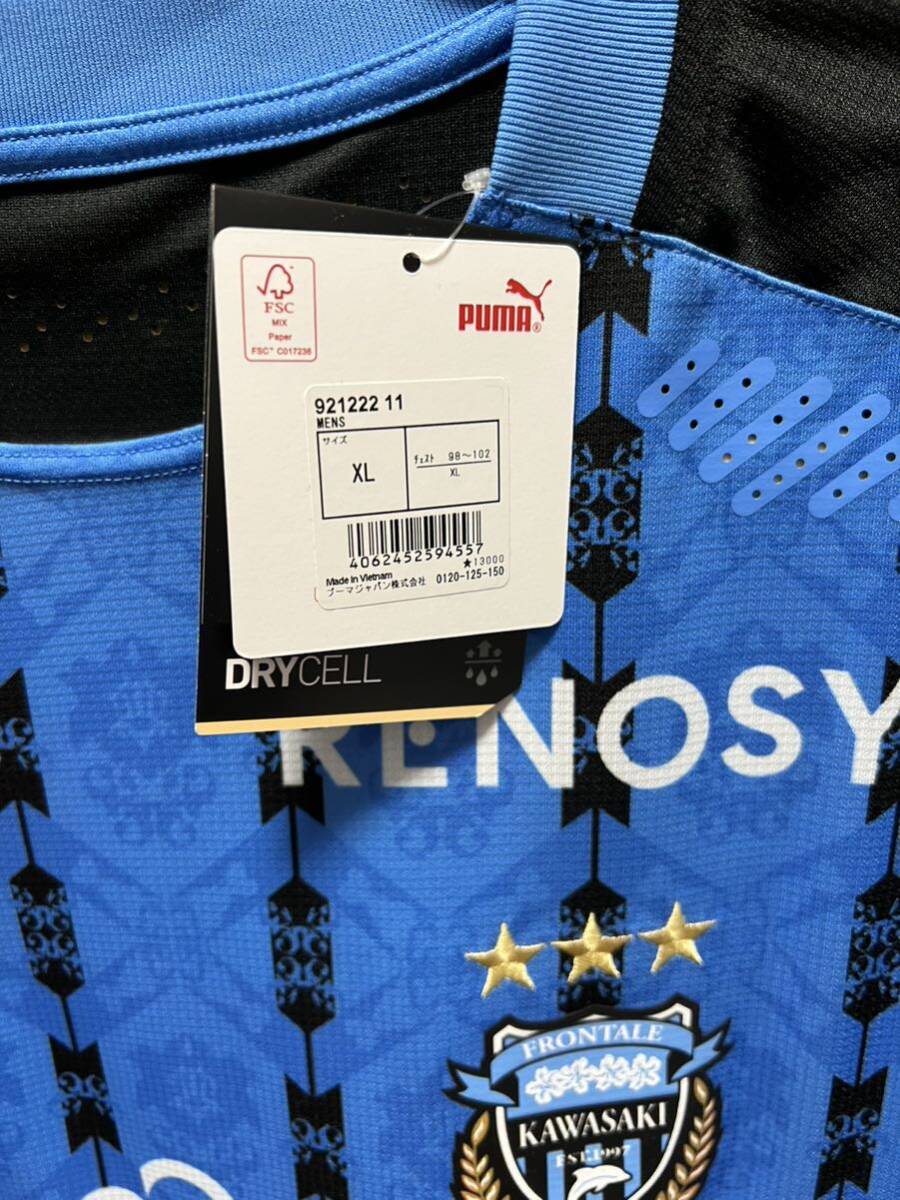 FSC
MIX
Paper
FSC™ C017236
PUMA®
921222 11
MENS
サイズ
XL
チェスト 98～102
XL
4062452594557
★13000
Made in Vietnam
プーマジャパン株式会社 0120-125-150
DRYCELL
RENOSY
FRONTALE
KAWASAKI
EST.1997